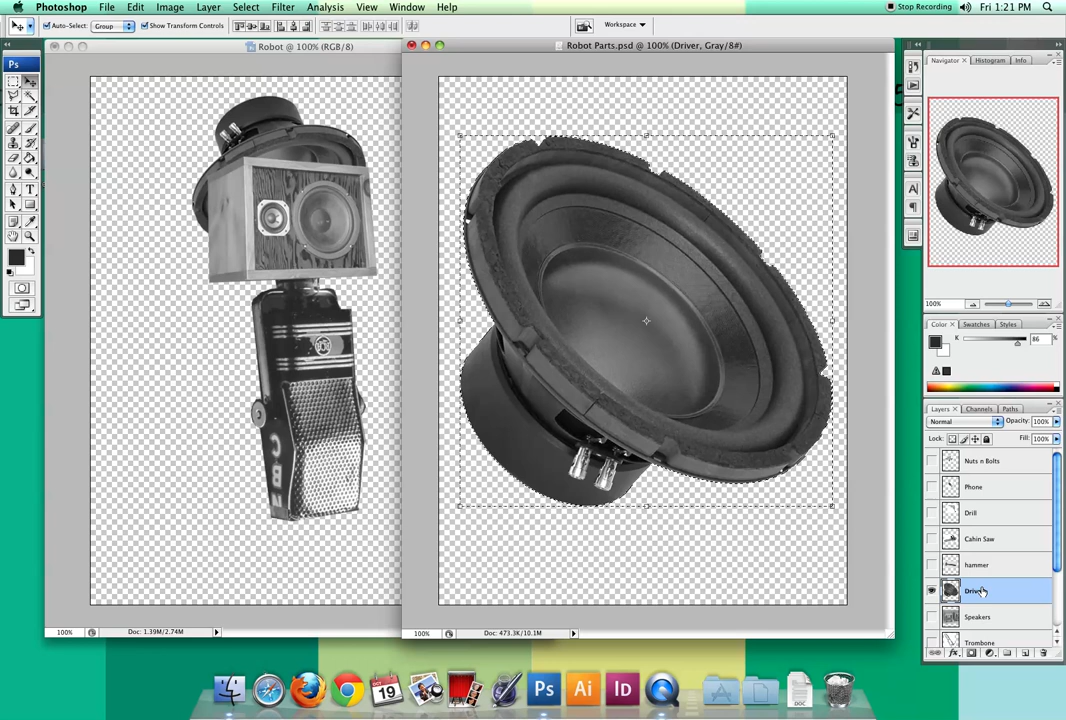 Photoshop File Edit Image Layer Select Filter Analysis View Window Help Stop Recording Fri 1:21 PM
Auto-Select: Group Show Transform Controls Workspace
Robot @ 100% (RGB/8)
Robot Parts.psd @ 100% (Driver, Gray/8#)
Ps
T
Navigator Histogram Info
A
100%
Color Swatches Styles
K 86 %
Layers Channels Paths
Normal Opacity: 100%
Lock: Fill: 100%
Nuts n Bolts
Phone
Drill
Cabin Saw
hammer
Speakers
Trombone
100% Doc: 1.39M/2.74M
100% Doc: 473.3K/10.1M
OCT
19
Ps
Ai
Id